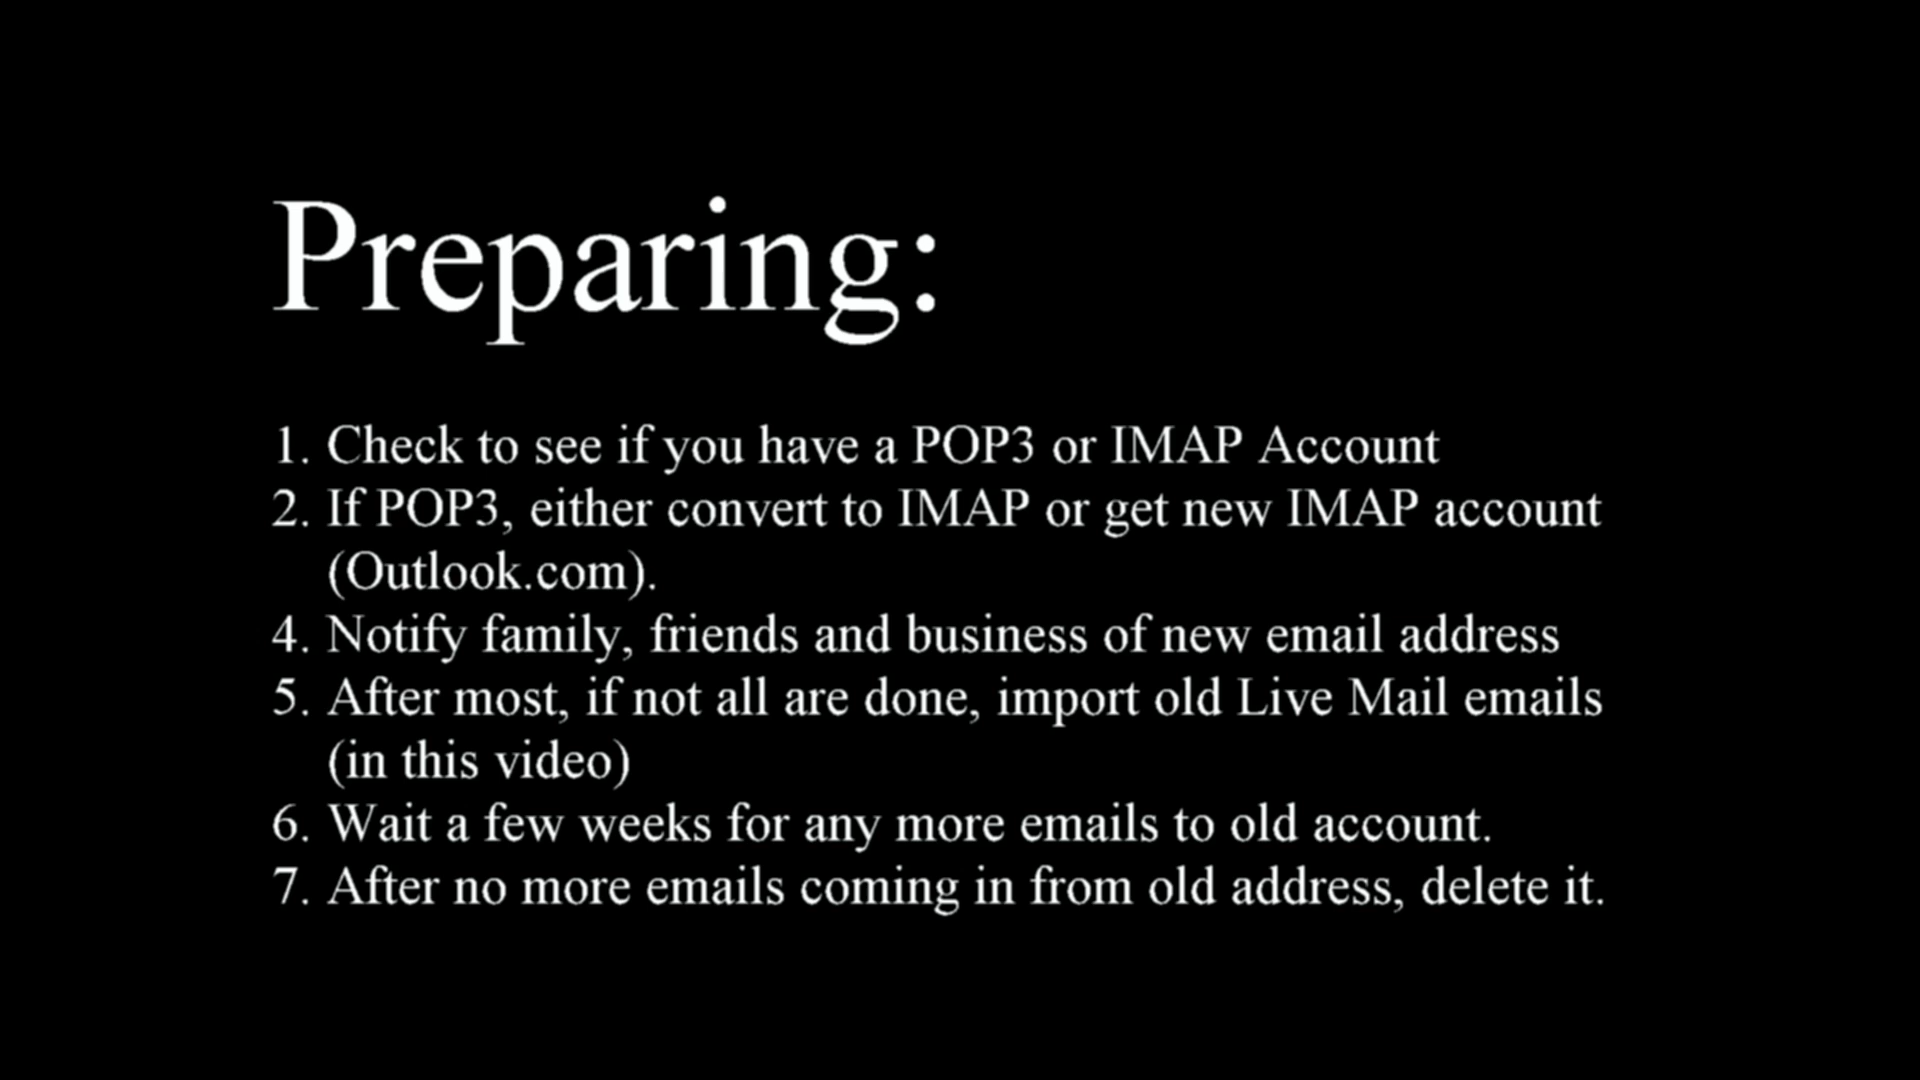 Preparing:
1. Check to see if you have a POP3 or IMAP Account
2. If POP3, either convert to IMAP or get new IMAP account
(Outlook.com).
4. Notify family, friends and business of new email address
5. After most, if not all are done, import old Live Mail emails
(in this video)
6. Wait a few weeks for any more emails to old account.
7. After no more emails coming in from old address, delete it.